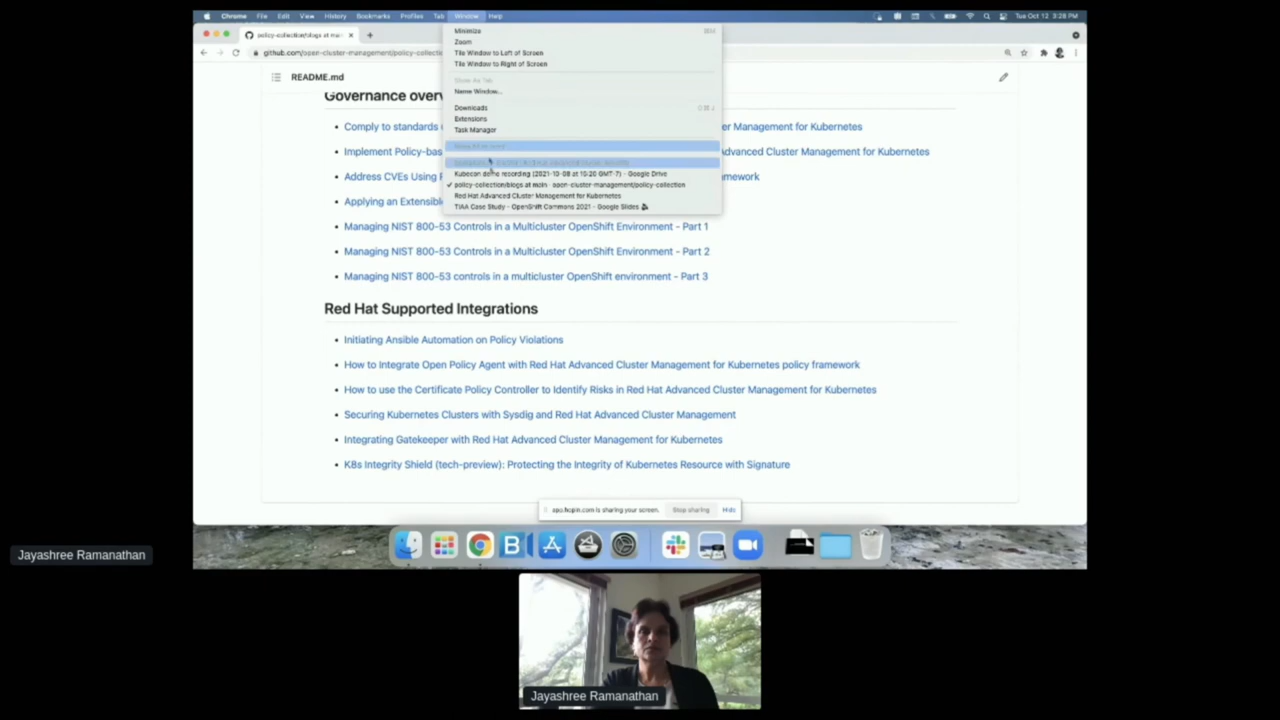 Chrome File Edit View History Bookmarks Profiles Tab Window Help Tue Oct 12 3:28 PM
policy-collection/blogs at main
github.com/open-cluster-management/policy-collectio
Minimize
Zoom
Tile Window to Left of Screen
Tile Window to Right of Screen
Show As Tab
Name Window...
Downloads
Extensions
Task Manager
Kubecon demo recording (2021-10-08 at 15:20 GMT-7) - Google Drive
✓ policy-collection/blogs at main · open-cluster-management/policy-collection
Red Hat Advanced Cluster Management for Kubernetes
TIAA Case Study - OpenShift Commons 2021 - Google Slides
README.md
Governance over
Comply to standards er Management for Kubernetes
Implement Policy-bas Advanced Cluster Management for Kubernetes
Address CVEs Using F ework
Applying an Extensibl
Managing NIST 800-53 Controls in a Multicluster OpenShift Environment - Part 1
Managing NIST 800-53 Controls in a Multicluster OpenShift Environment - Part 2
Managing NIST 800-53 controls in a multicluster OpenShift environment - Part 3
Red Hat Supported Integrations
Initiating Ansible Automation on Policy Violations
How to Integrate Open Policy Agent with Red Hat Advanced Cluster Management for Kubernetes policy framework
How to use the Certificate Policy Controller to Identify Risks in Red Hat Advanced Cluster Management for Kubernetes
Securing Kubernetes Clusters with Sysdig and Red Hat Advanced Cluster Management
Integrating Gatekeeper with Red Hat Advanced Cluster Management for Kubernetes
K8s Integrity Shield (tech-preview): Protecting the Integrity of Kubernetes Resource with Signature
app.hopin.com is sharing your screen. Stop sharing Hide
Jayashree Ramanathan
Jayashree Ramanathan